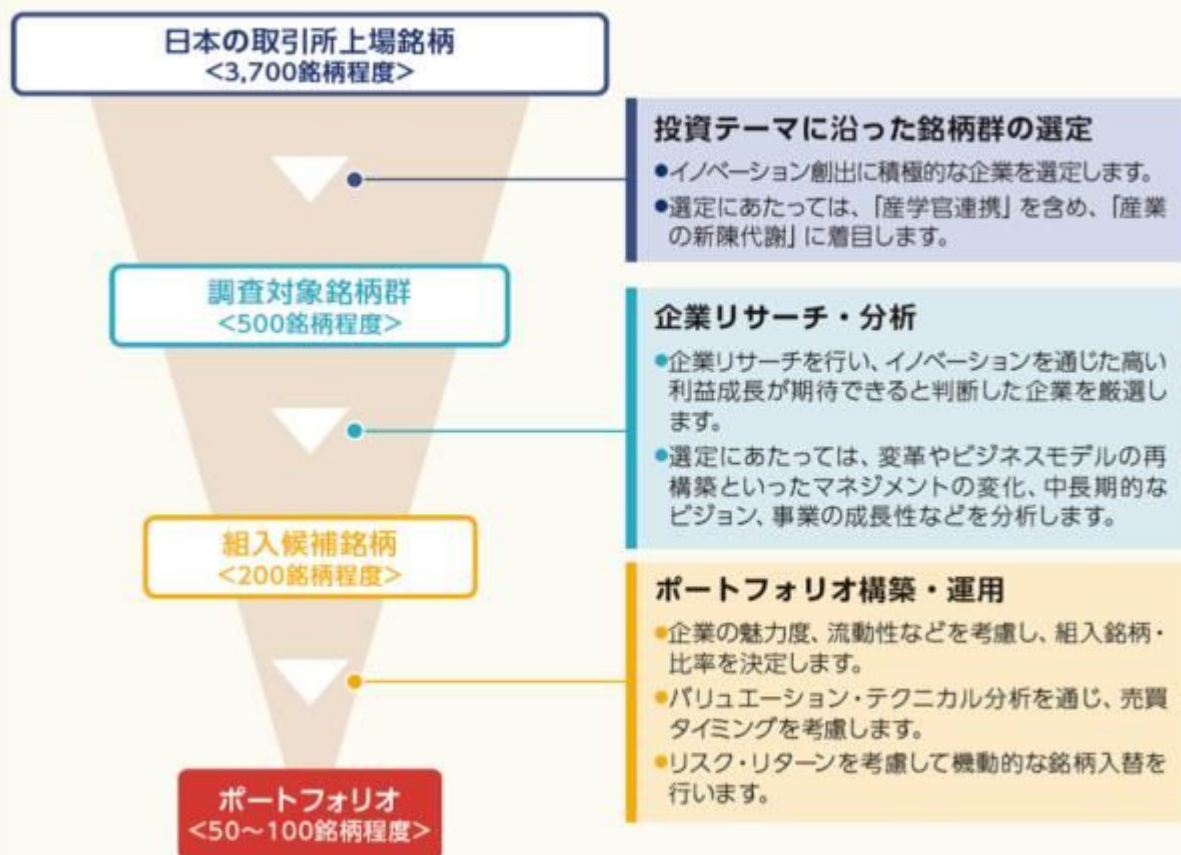 日本の取引所上場銘柄
<3,700銘柄程度>
投資テーマに沿った銘柄群の選定
●イノベーション創出に積極的な企業を選定します。
●選定にあたっては、「産学官連携」を含め、「産業
の新陳代謝」に着目します。
調査対象銘柄群
<500銘柄程度>
企業リサーチ・分析
●企業リサーチを行い、イノベーションを通じた高い
利益成長が期待できると判断した企業を厳選し
ます。
●選定にあたっては、変革やビジネスモデルの再
構築といったマネジメントの変化、中長期的な
ビジョン、事業の成長性などを分析します。
組入候補銘柄
<200銘柄程度>
ポートフォリオ構築・運用
●企業の魅力度、流動性などを考慮し、組入銘柄・
比率を決定します。
●バリュエーション・テクニカル分析を通じ、売買
タイミングを考慮します。
●リスク・リターンを考慮して機動的な銘柄入替を
行います。
ポートフォリオ
<50〜100銘柄程度>